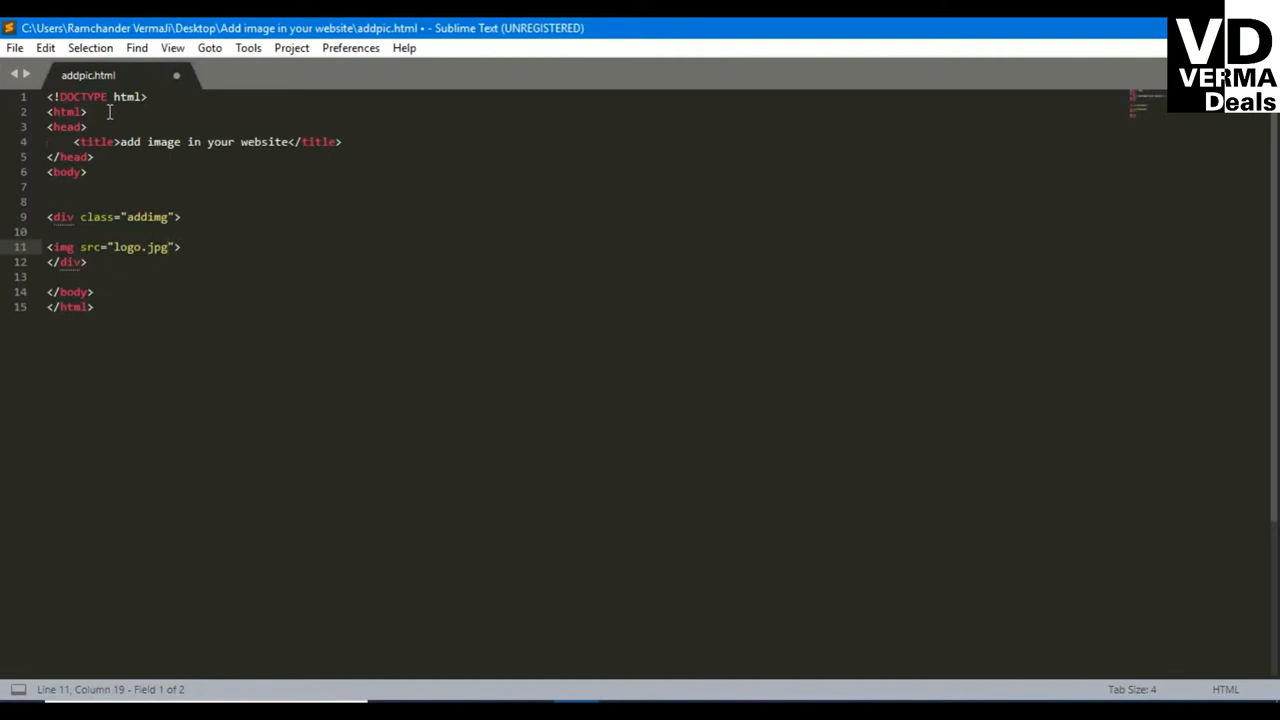 C:\Users\Ramchander VermaJi\Desktop\Add image in your website\addpic.html • - Sublime Text (UNREGISTERED)
File Edit Selection Find View Goto Tools Project Preferences Help
VD
VERMA
Deals
addpic.html
1 <!DOCTYPE html>
2 <html>
3 <head>
4 <title>add image in your website</title>
5 </head>
6 <body>
7
8
9 <div class="addimg">
10
11 <img src="logo.jpg">
12 </div>
13
14 </body>
15 </html>
Line 11, Column 19 - Field 1 of 2 Tab Size: 4 HTML